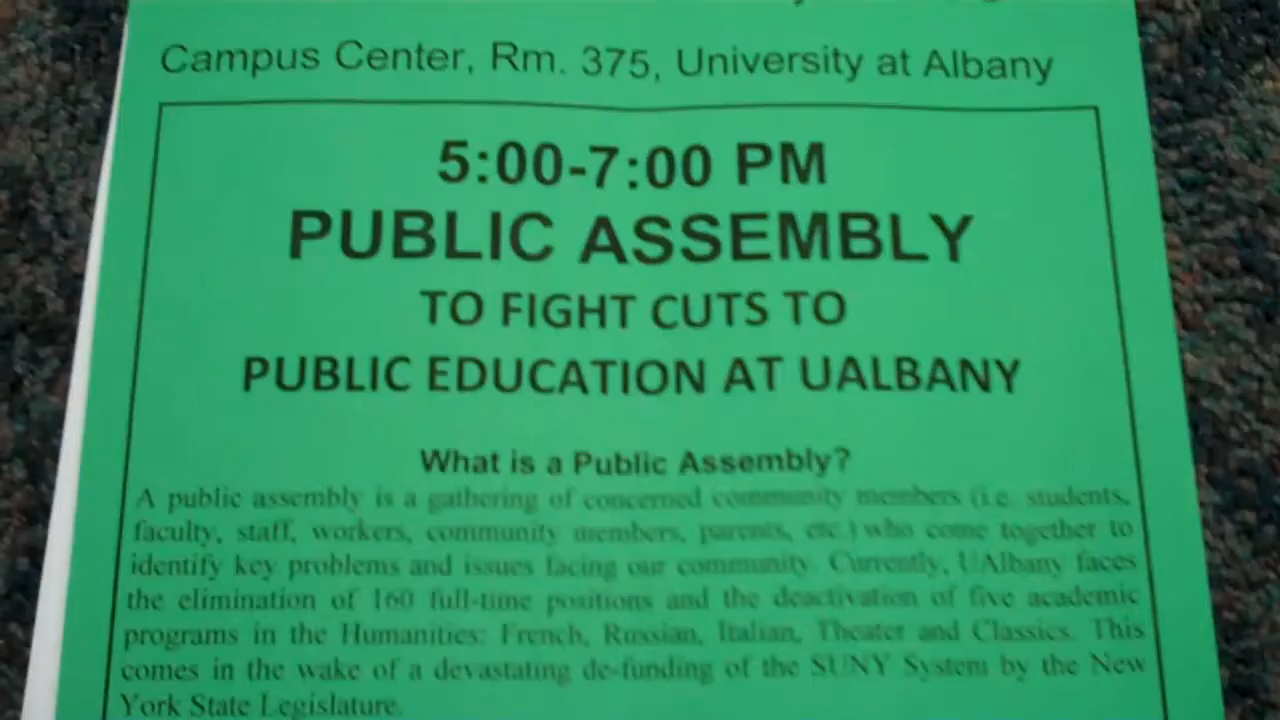 Campus Center, Rm. 375, University at Albany
5:00-7:00 PM
PUBLIC ASSEMBLY
TO FIGHT CUTS TO
PUBLIC EDUCATION AT UALBANY
What is a Public Assembly?
A public assembly is a gathering of concerned community members (i.e. students,
faculty, staff, workers, community members, parents, etc.) who come together to
identify key problems and issues facing our community. Currently, UAlbany faces
the elimination of 160 full-time positions and the deactivation of five academic
programs in the Humanities: French, Russian, Italian, Theater and Classics. This
comes in the wake of a devastating de-funding of the SUNY System by the New
York State Legislature.